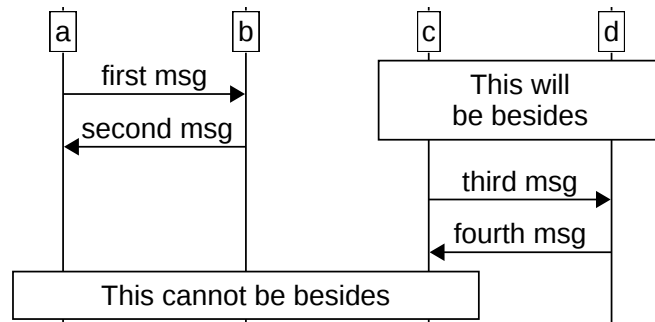 a
b
c
d
first msg
second msg
This will
be besides
third msg
fourth msg
This cannot be besides